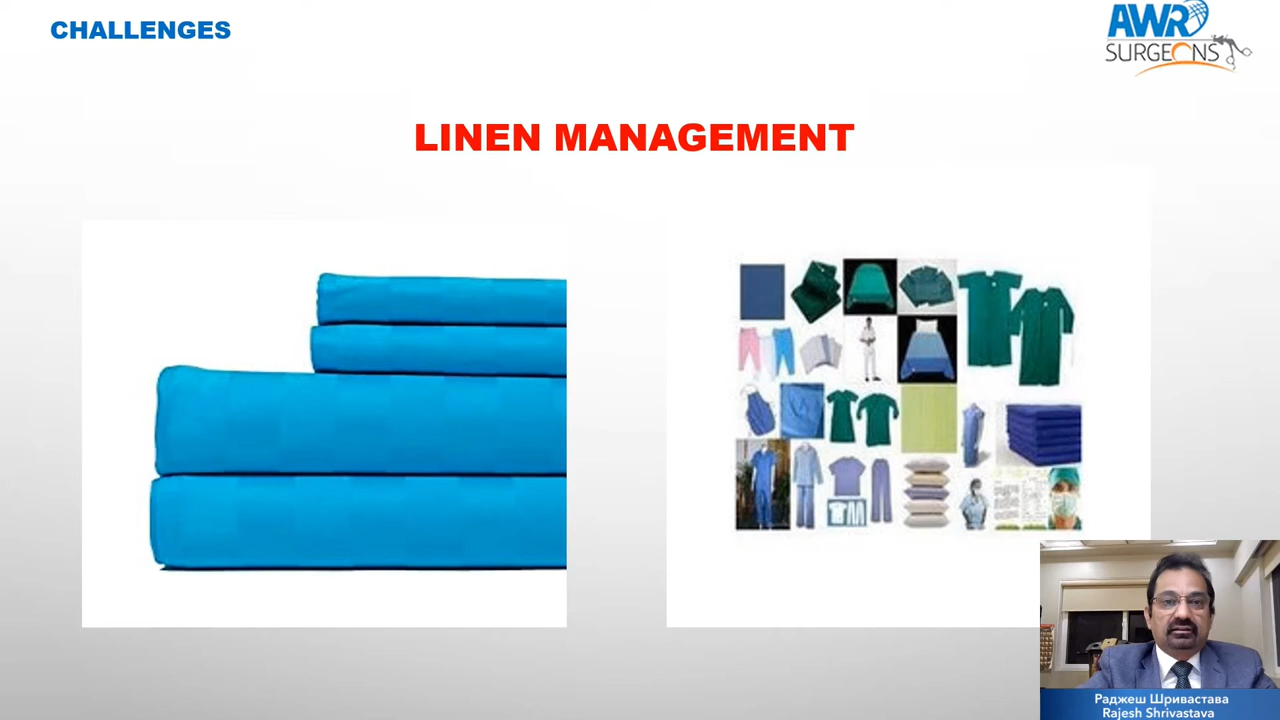 CHALLENGES
AWR
SURGEONS
LINEN MANAGEMENT
Раджеш Шривастава
Rajesh Shrivastava